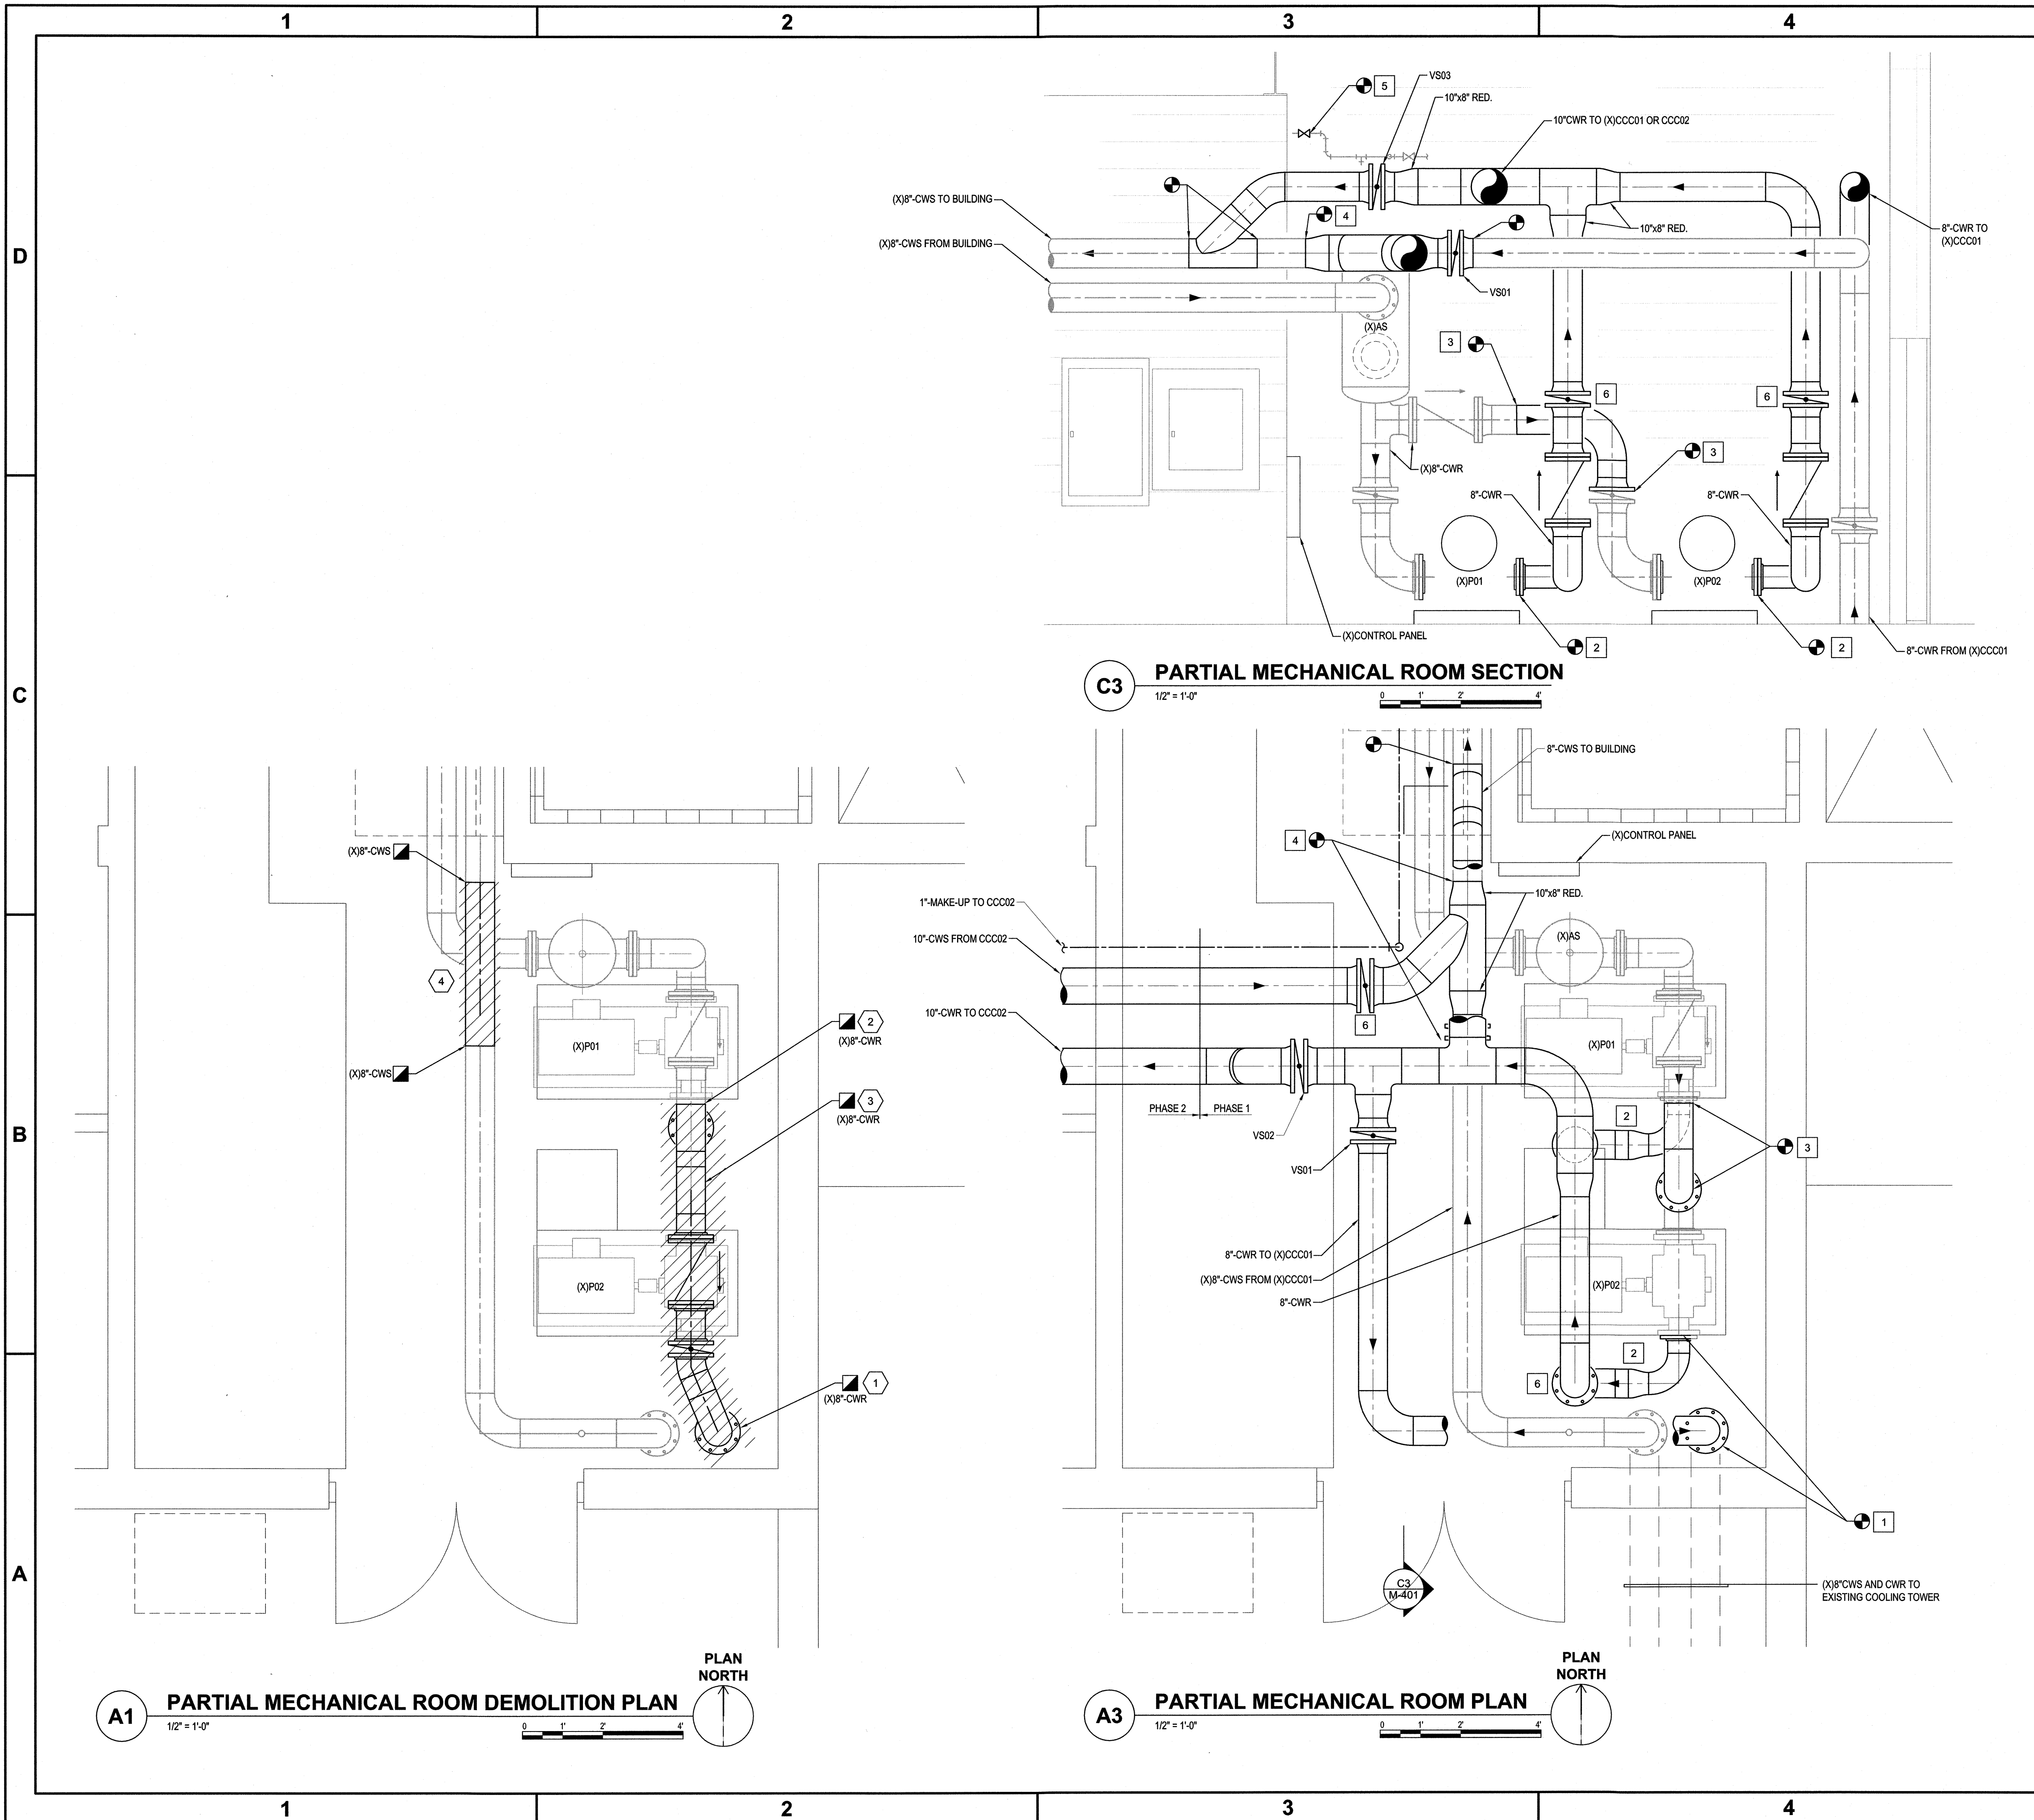 1
2
3
4
D
C
B
A
5
VS03
10"x8" RED.
10"CWR TO (X)CCC01 OR CCC02
(X)8"-CWS TO BUILDING
4
(X)8"-CWS FROM BUILDING
10"x8" RED.
8"-CWR TO
(X)CCC01
VS01
(X)AS
3
6
6
3
(X)8"-CWR
8"-CWR
8"-CWR
(X)P01
(X)P02
(X)CONTROL PANEL
2
2
8"-CWR FROM (X)CCC01
C3
PARTIAL MECHANICAL ROOM SECTION
1/2" = 1'-0"
0 1' 2' 4'
(X)8"-CWS
4
(X)P01
2
(X)8"-CWR
(X)8"-CWS
3
(X)8"-CWR
(X)P02
1
(X)8"-CWR
PLAN
NORTH
A1
PARTIAL MECHANICAL ROOM DEMOLITION PLAN
1/2" = 1'-0"
0 1' 2' 4'
8"-CWS TO BUILDING
4
(X)CONTROL PANEL
10"x8" RED.
1"-MAKE-UP TO CCC02
10"-CWS FROM CCC02
(X)AS
10"-CWR TO CCC02
6
(X)P01
PHASE 2 PHASE 1
2
VS02
3
VS01
8"-CWR TO (X)CCC01
(X)8"-CWS FROM (X)CCC01
8"-CWR
(X)P02
2
6
1
C3
M-401
(X)8"CWS AND CWR TO
EXISTING COOLING TOWER
PLAN
NORTH
A3
PARTIAL MECHANICAL ROOM PLAN
1/2" = 1'-0"
0 1' 2' 4'
1
2
3
4